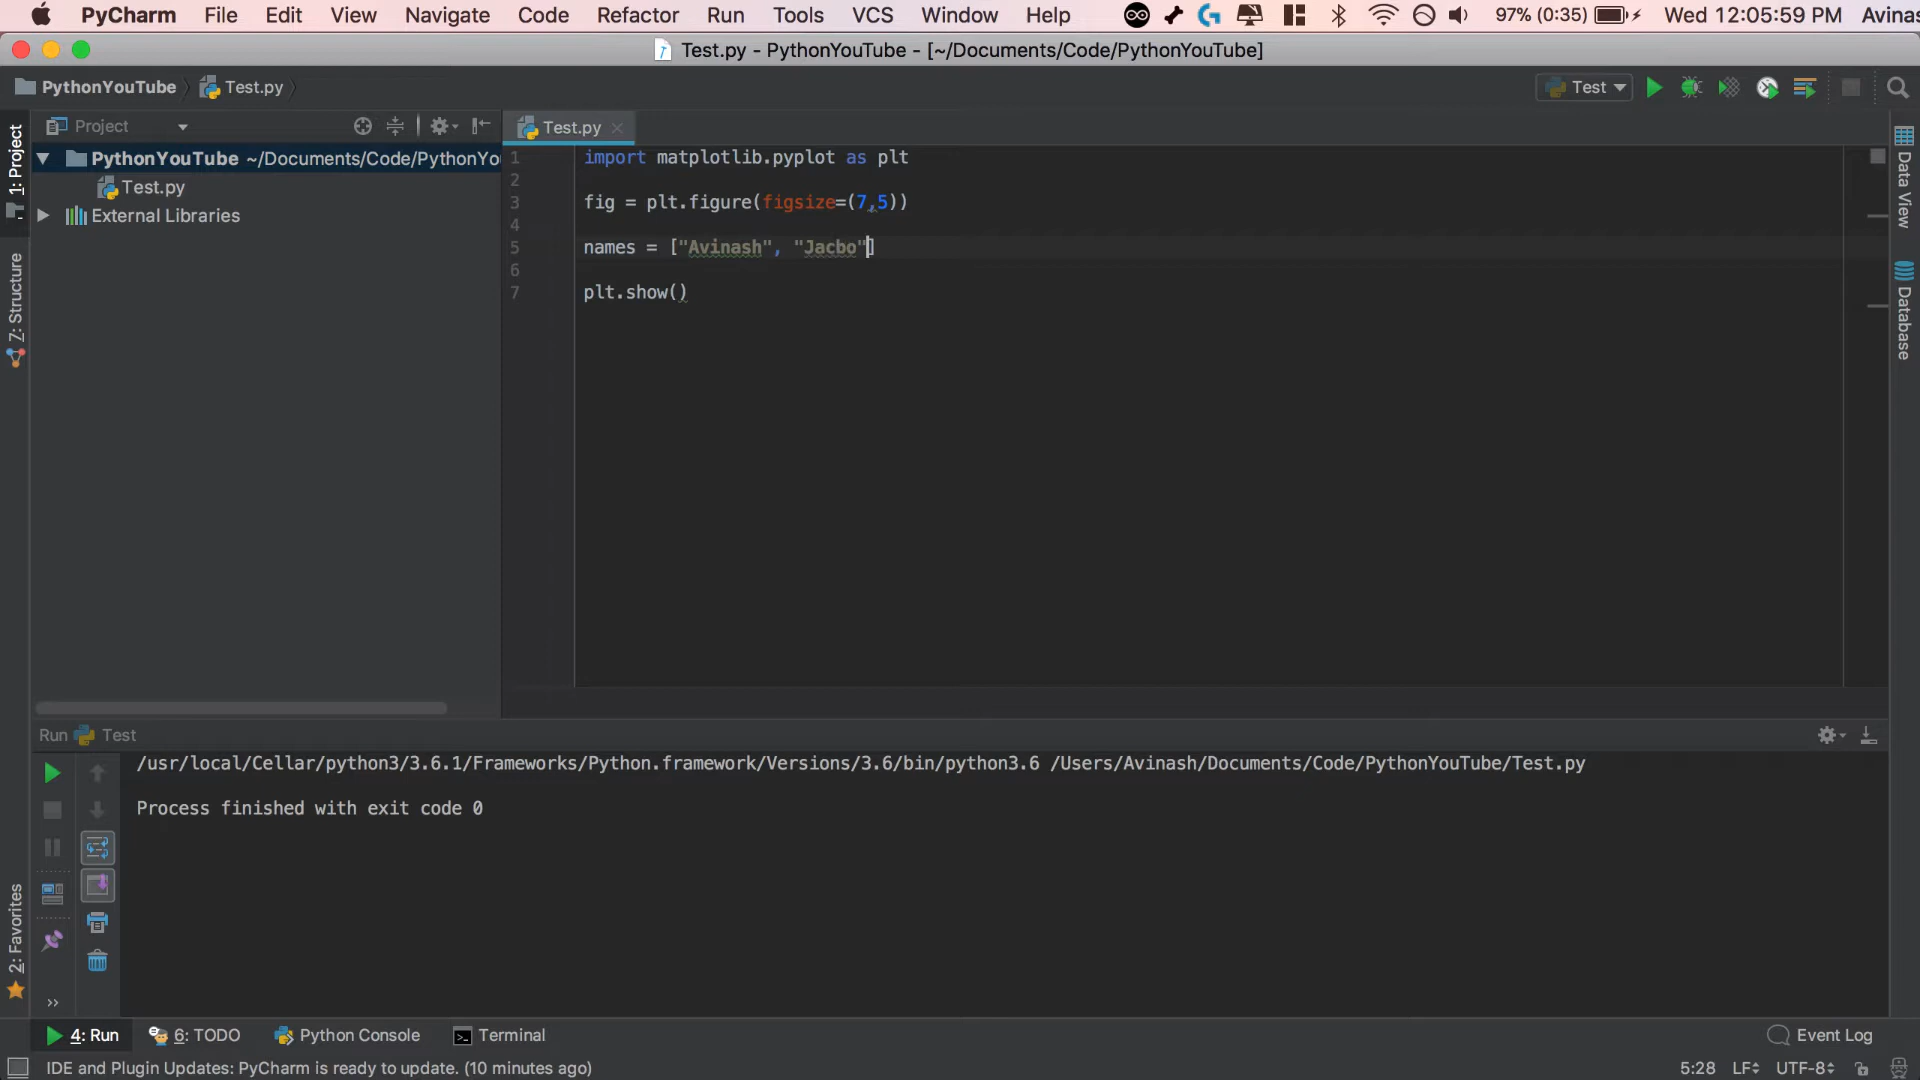 PyCharm File Edit View Navigate Code Refactor Run Tools VCS Window Help 97% (0:35) Wed 12:05:59 PM Avinas
Test.py - PythonYouTube - [~/Documents/Code/PythonYouTube]
PythonYouTube Test.py Test
1: Project
Project
Test.py
PythonYouTube ~/Documents/Code/PythonYo
Test.py
External Libraries
Z: Structure
1 import matplotlib.pyplot as plt
2
3 fig = plt.figure(figsize=(7,5))
4
5 names = ["Avinash", "Jacbo"]
6
7 plt.show()
Data View
Database
Run Test
/usr/local/Cellar/python3/3.6.1/Frameworks/Python.framework/Versions/3.6/bin/python3.6 /Users/Avinash/Documents/Code/PythonYouTube/Test.py
Process finished with exit code 0
2: Favorites
>>
4: Run 6: TODO Python Console Terminal Event Log
IDE and Plugin Updates: PyCharm is ready to update. (10 minutes ago) 5:28 LF UTF-8